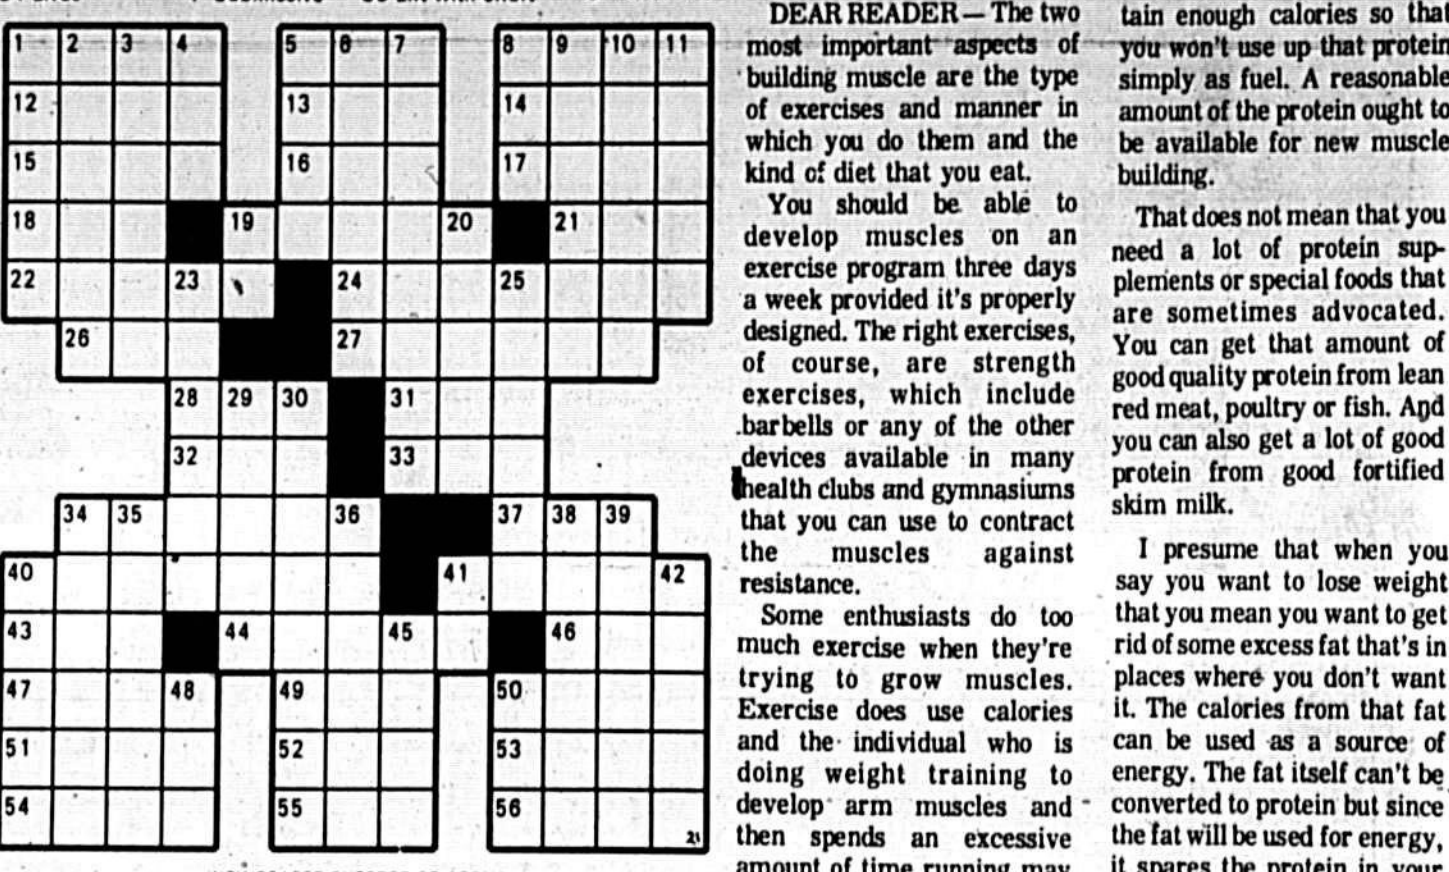 1 2 3 4 5 6 7 8 9 10 11
12 13 14
15 16 17
18 19 20 21
22 23 24 25
26 27
28 29 30 31
32 33
34 35 36 37 38 39
40 41 42
43 44 45 46
47 48 49 50
51 52 53
54 55 56
21
DEAR READER — The two
most important aspects of
building muscle are the type
of exercises and manner in
which you do them and the
kind of diet that you eat.
You should be able to
develop muscles on an
exercise program three days
a week provided it's properly
designed. The right exercises,
of course, are strength
exercises, which include
barbells or any of the other
devices available in many
health clubs and gymnasiums
that you can use to contract
the muscles against
resistance.
Some enthusiasts do too
much exercise when they're
trying to grow muscles.
Exercise does use calories
and the individual who is
doing weight training to
develop arm muscles and
then spends an excessive
amount of time running may
tain enough calories so that
you won't use up that protein
simply as fuel. A reasonable
amount of the protein ought to
be available for new muscle
building.
That does not mean that you
need a lot of protein sup-
plements or special foods that
are sometimes advocated.
You can get that amount of
good quality protein from lean
red meat, poultry or fish. And
you can also get a lot of good
protein from good fortified
skim milk.
I presume that when you
say you want to lose weight
that you mean you want to get
rid of some excess fat that's in
places where you don't want
it. The calories from that fat
can be used as a source of
energy. The fat itself can't be
converted to protein but since
the fat will be used for energy,
it spares the protein in your